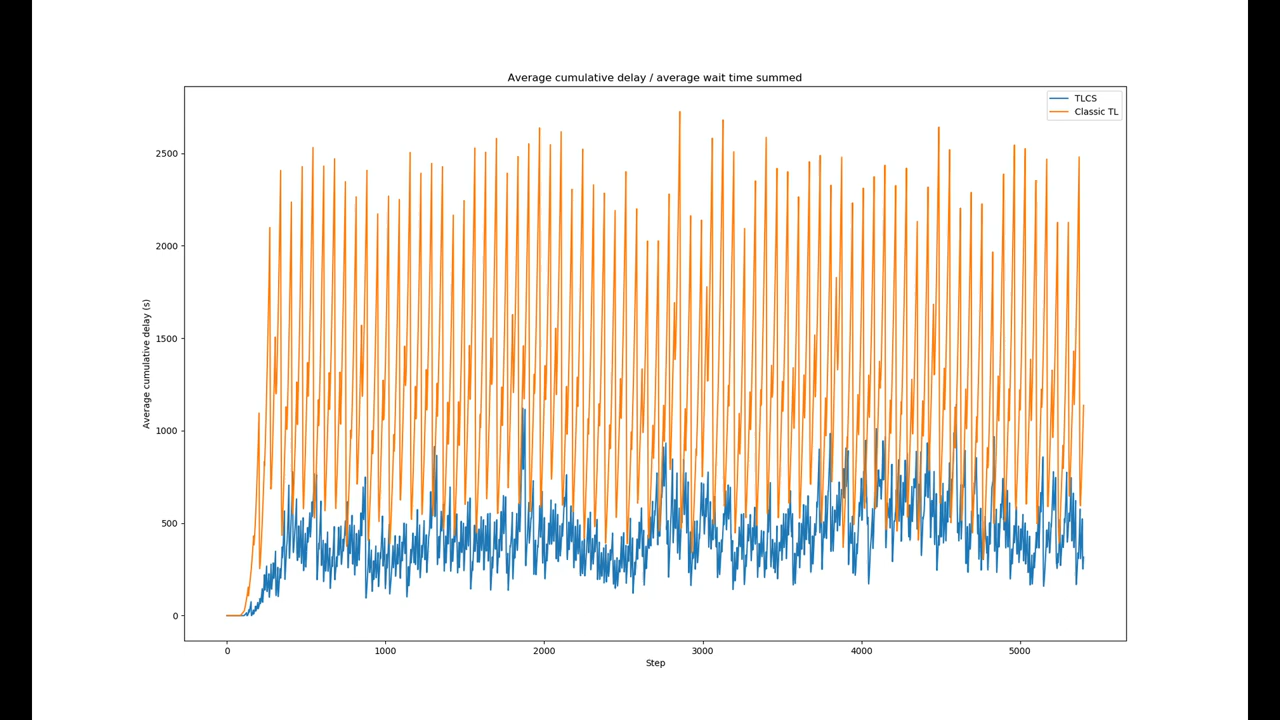 Average cumulative delay / average wait time summed
TLCS
Classic TL
Average cumulative delay (s)
2500
2000
1500
1000
500
0
0 1000 2000 3000 4000 5000
Step